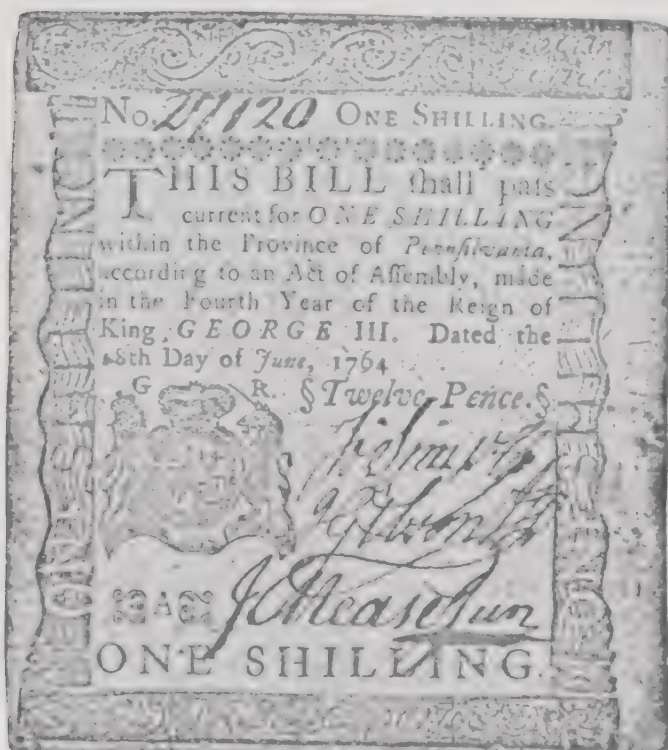 No. 27120 ONE SHILLING.
THIS BILL shall pass
current for ONE SHILLING
within the Province of Pennsilvania,
according to an Act of Assembly, made
in the Fourth Year of the Reign of
King GEORGE III. Dated the
18th Day of June, 1764
G R. § Twelve-Pence. §
A
ONE SHILLING.